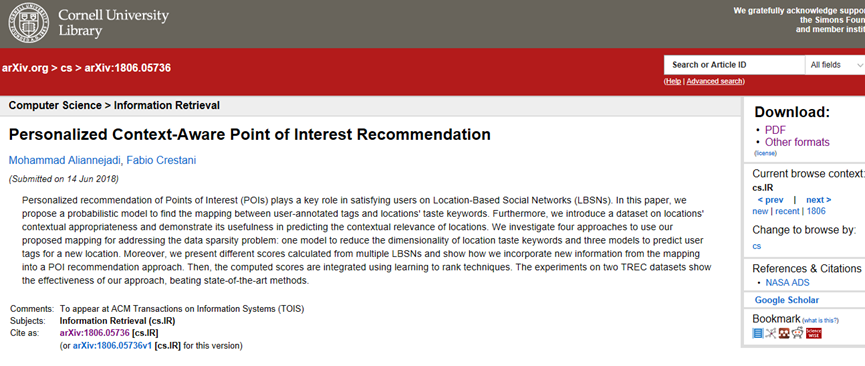 Cornell University
Library
We gratefully acknowledge suppor
the Simons Foun
and member instit
arXiv.org > cs > arXiv:1806.05736
Search or Article ID
All fields
(Help | Advanced search)
Computer Science > Information Retrieval
Personalized Context-Aware Point of Interest Recommendation
Mohammad Aliannejadi, Fabio Crestani
(Submitted on 14 Jun 2018)
Personalized recommendation of Points of Interest (POIs) plays a key role in satisfying users on Location-Based Social Networks (LBSNs). In this paper, we
propose a probabilistic model to find the mapping between user-annotated tags and locations' taste keywords. Furthermore, we introduce a dataset on locations'
contextual appropriateness and demonstrate its usefulness in predicting the contextual relevance of locations. We investigate four approaches to use our
proposed mapping for addressing the data sparsity problem: one model to reduce the dimensionality of location taste keywords and three models to predict user
tags for a new location. Moreover, we present different scores calculated from multiple LBSNs and show how we incorporate new information from the mapping
into a POI recommendation approach. Then, the computed scores are integrated using learning to rank techniques. The experiments on two TREC datasets show
the effectiveness of our approach, beating state-of-the-art methods.
Comments: To appear at ACM Transactions on Information Systems (TOIS)
Subjects: Information Retrieval (cs.IR)
Cite as: arXiv:1806.05736 [cs.IR]
(or arXiv:1806.05736v1 [cs.IR] for this version)
Download:
• PDF
• Other formats
(license)
Current browse context:
cs.IR
< prev | next >
new | recent | 1806
Change to browse by:
cs
References & Citations
• NASA ADS
Google Scholar
Bookmark (what is this?)
Science
WISE